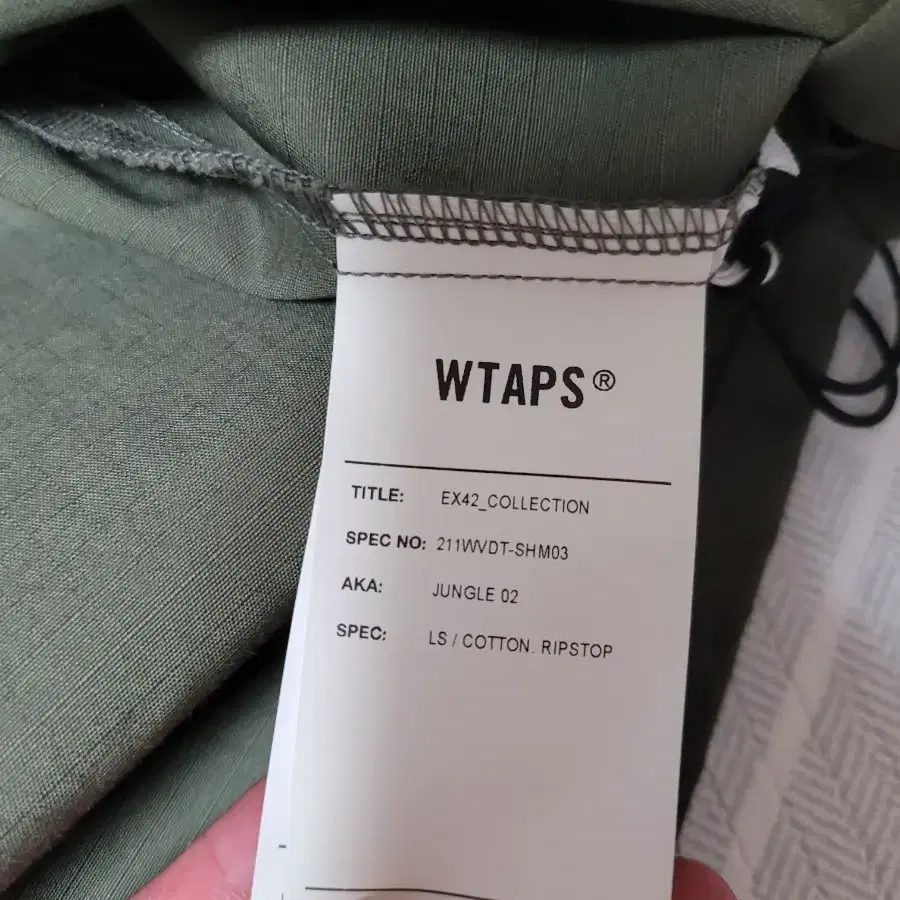 WTAPS®
TITLE: EX42_COLLECTION
SPEC NO: 211WVDT-SHM03
AKA: JUNGLE 02
SPEC: LS / COTTON. RIPSTOP